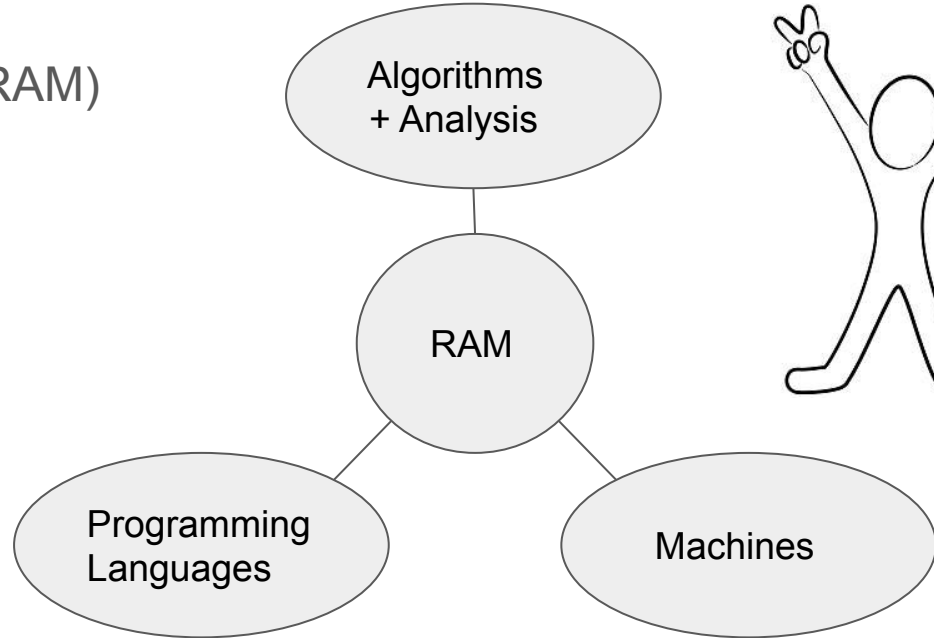 RAM)
Algorithms
+ Analysis
RAM
Programming
Languages
Machines